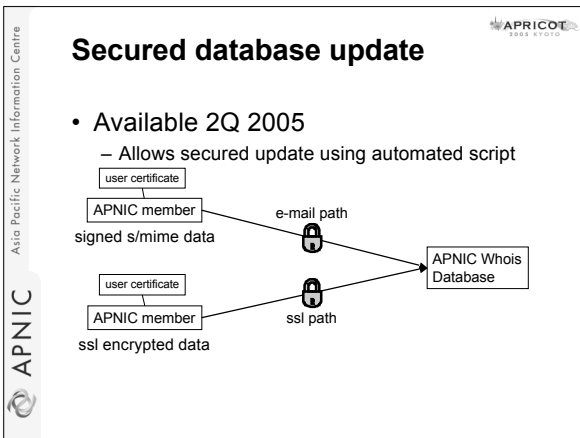 Asia Pacific Network Information Centre
APNIC
APRICOT
2005 KYOTO
Secured database update
• Available 2Q 2005
– Allows secured update using automated script
user certificate
APNIC member
signed s/mime data
e-mail path
APNIC Whois
Database
user certificate
APNIC member
ssl encrypted data
ssl path